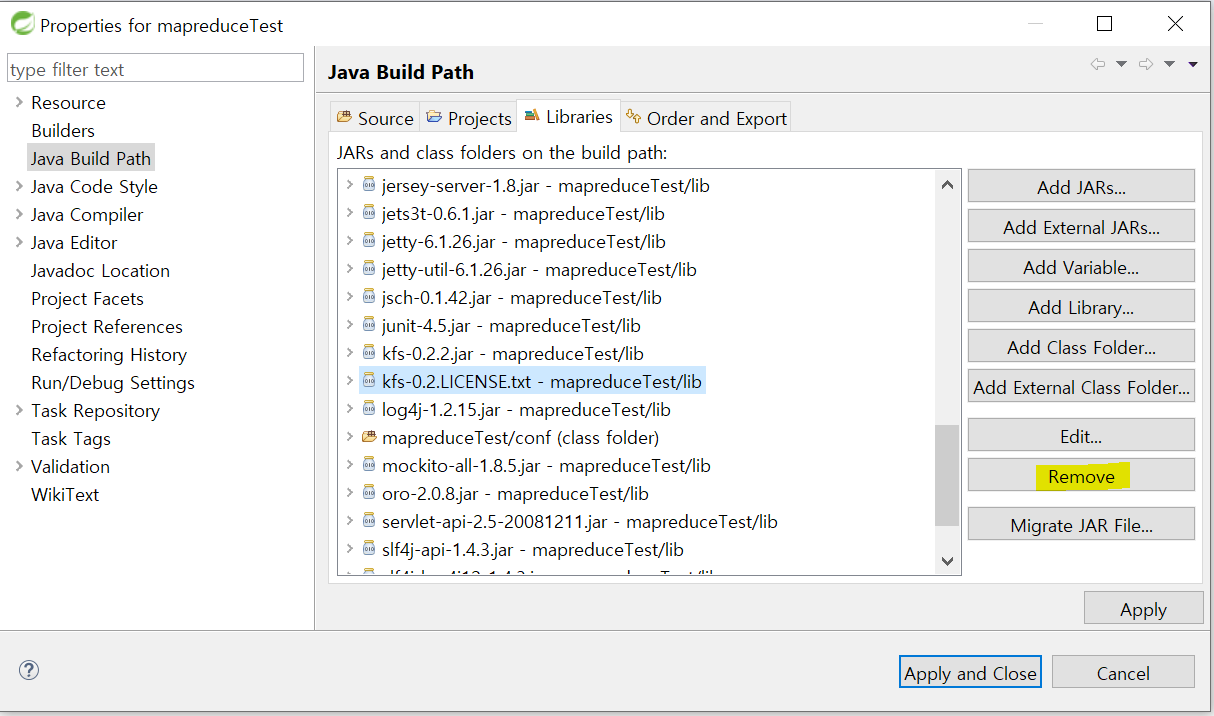 Properties for mapreduceTest
type filter text
Resource
Builders
Java Build Path
Java Code Style
Java Compiler
Java Editor
Javadoc Location
Project Facets
Project References
Refactoring History
Run/Debug Settings
Task Repository
Task Tags
Validation
WikiText
Java Build Path
Source Projects Libraries Order and Export
JARs and class folders on the build path:
jersey-server-1.8.jar - mapreduceTest/lib
jets3t-0.6.1.jar - mapreduceTest/lib
jetty-6.1.26.jar - mapreduceTest/lib
jetty-util-6.1.26.jar - mapreduceTest/lib
jsch-0.1.42.jar - mapreduceTest/lib
junit-4.5.jar - mapreduceTest/lib
kfs-0.2.2.jar - mapreduceTest/lib
kfs-0.2.LICENSE.txt - mapreduceTest/lib
log4j-1.2.15.jar - mapreduceTest/lib
mapreduceTest/conf (class folder)
mockito-all-1.8.5.jar - mapreduceTest/lib
oro-2.0.8.jar - mapreduceTest/lib
servlet-api-2.5-20081211.jar - mapreduceTest/lib
slf4j-api-1.4.3.jar - mapreduceTest/lib
Add JARs...
Add External JARs...
Add Variable...
Add Library...
Add Class Folder...
Add External Class Folder...
Edit...
Remove
Migrate JAR File...
Apply
Apply and Close
Cancel